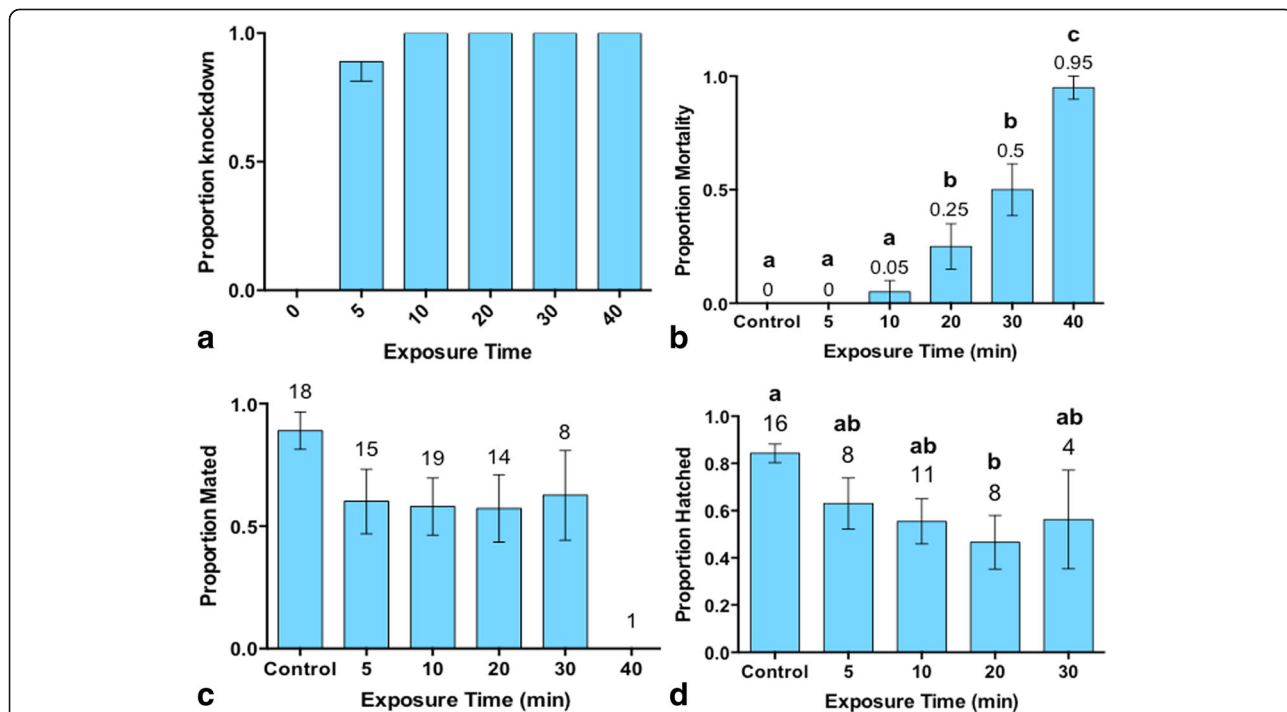 Proportion knockdown
1.0
0.5
0.0
0 5 10 20 30 40
Exposure Time
a
Proportion Mortality
1.0
0.5
0.0
a a a b b c
0 0 0.05 0.25 0.5 0.95
Control 5 10 20 30 40
Exposure Time (min)
b
Proportion Mated
1.0
0.5
0.0
18 15 19 14 8 1
Control 5 10 20 30 40
Exposure Time (min)
c
Proportion Hatched
1.0
0.8
0.6
0.4
0.2
0.0
a ab ab b ab
16 8 11 8 4
Control 5 10 20 30
Exposure Time (min)
d